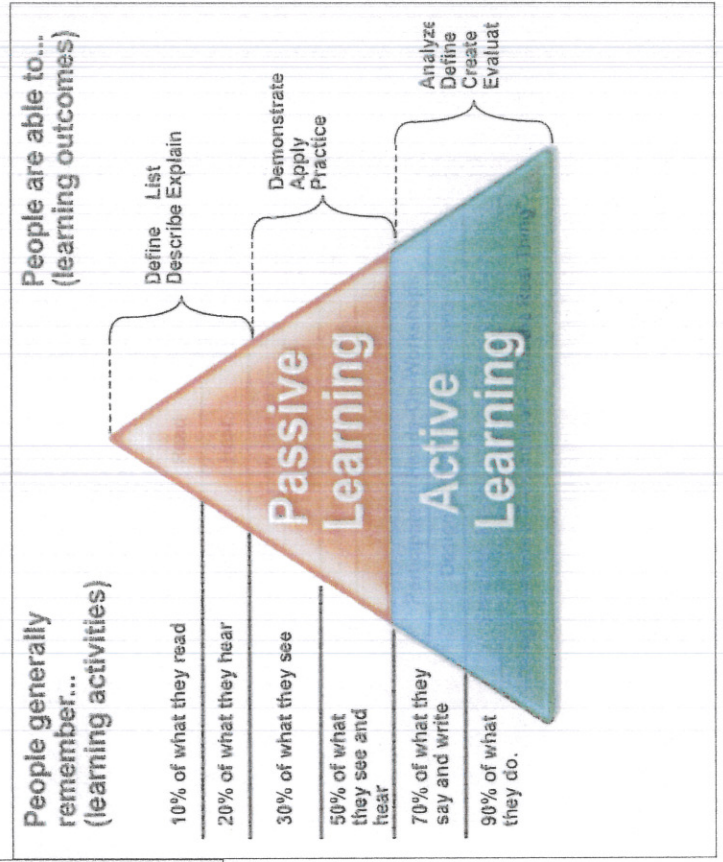 People generally
remember...
(learning activities)
People are able to...
(learning outcomes)
10% of what they read
20% of what they hear
30% of what they see
50% of what
they see and
hear
70% of what they
say and write
90% of what
they do.
Define List
Describe Explain
Demonstrate
Apply
Practice
Analyze
Define
Create
Evaluat
Passive
Learning
Active
Learning